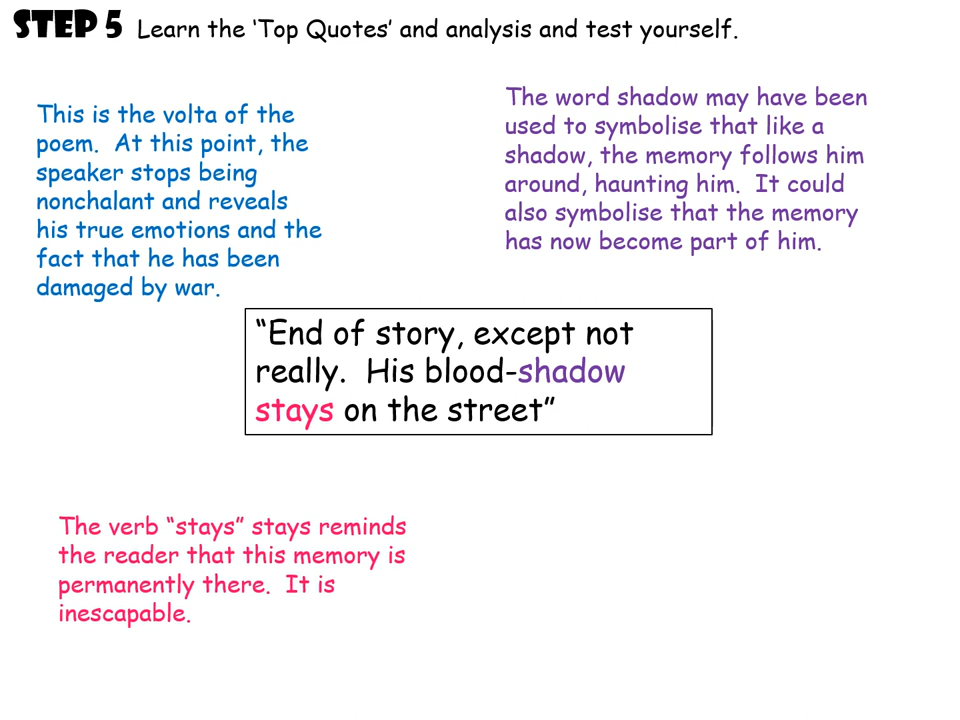 STEP 5 Learn the ‘Top Quotes’ and analysis and test yourself.
This is the volta of the
poem.  At this point, the
speaker stops being
nonchalant and reveals
his true emotions and the
fact that he has been
damaged by war.
The word shadow may have been
used to symbolise that like a
shadow, the memory follows him
around, haunting him.  It could
also symbolise that the memory
has now become part of him.
“End of story, except not
really.  His blood-shadow
stays on the street”
The verb “stays” stays reminds
the reader that this memory is
permanently there.  It is
inescapable.